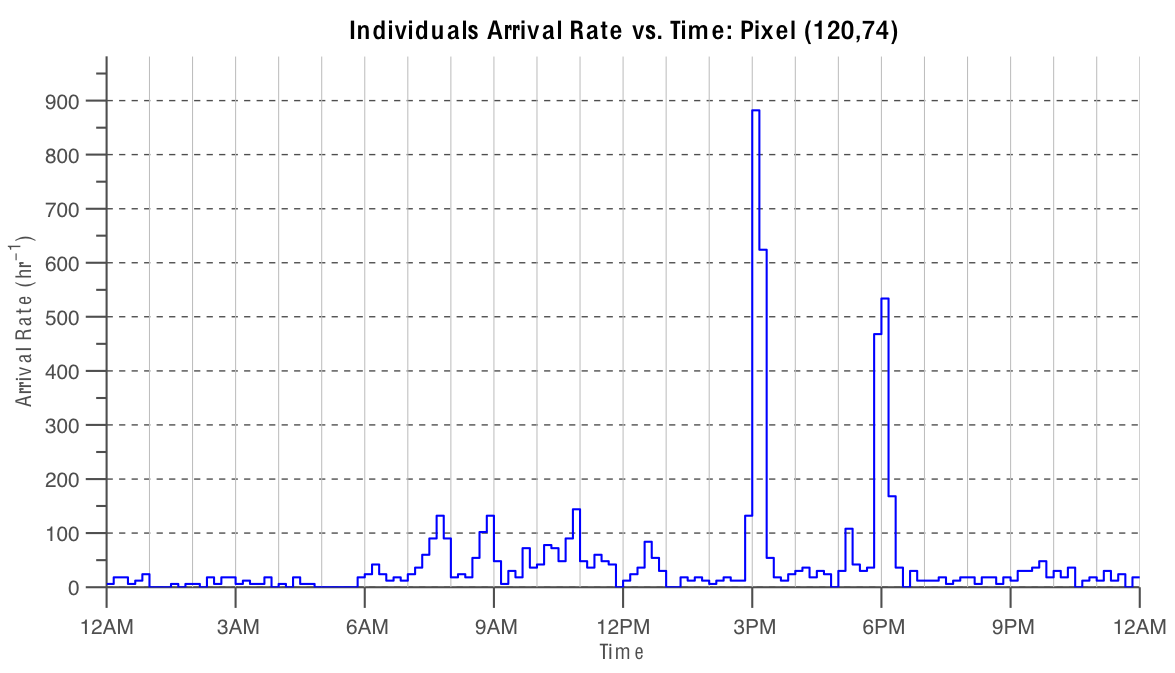 Individuals Arrival Rate vs. Time: Pixel (120,74)
Arrival Rate (hr⁻¹)
900
800
700
600
500
400
300
200
100
0
12AM 3AM 6AM 9AM 12PM 3PM 6PM 9PM 12AM
Time